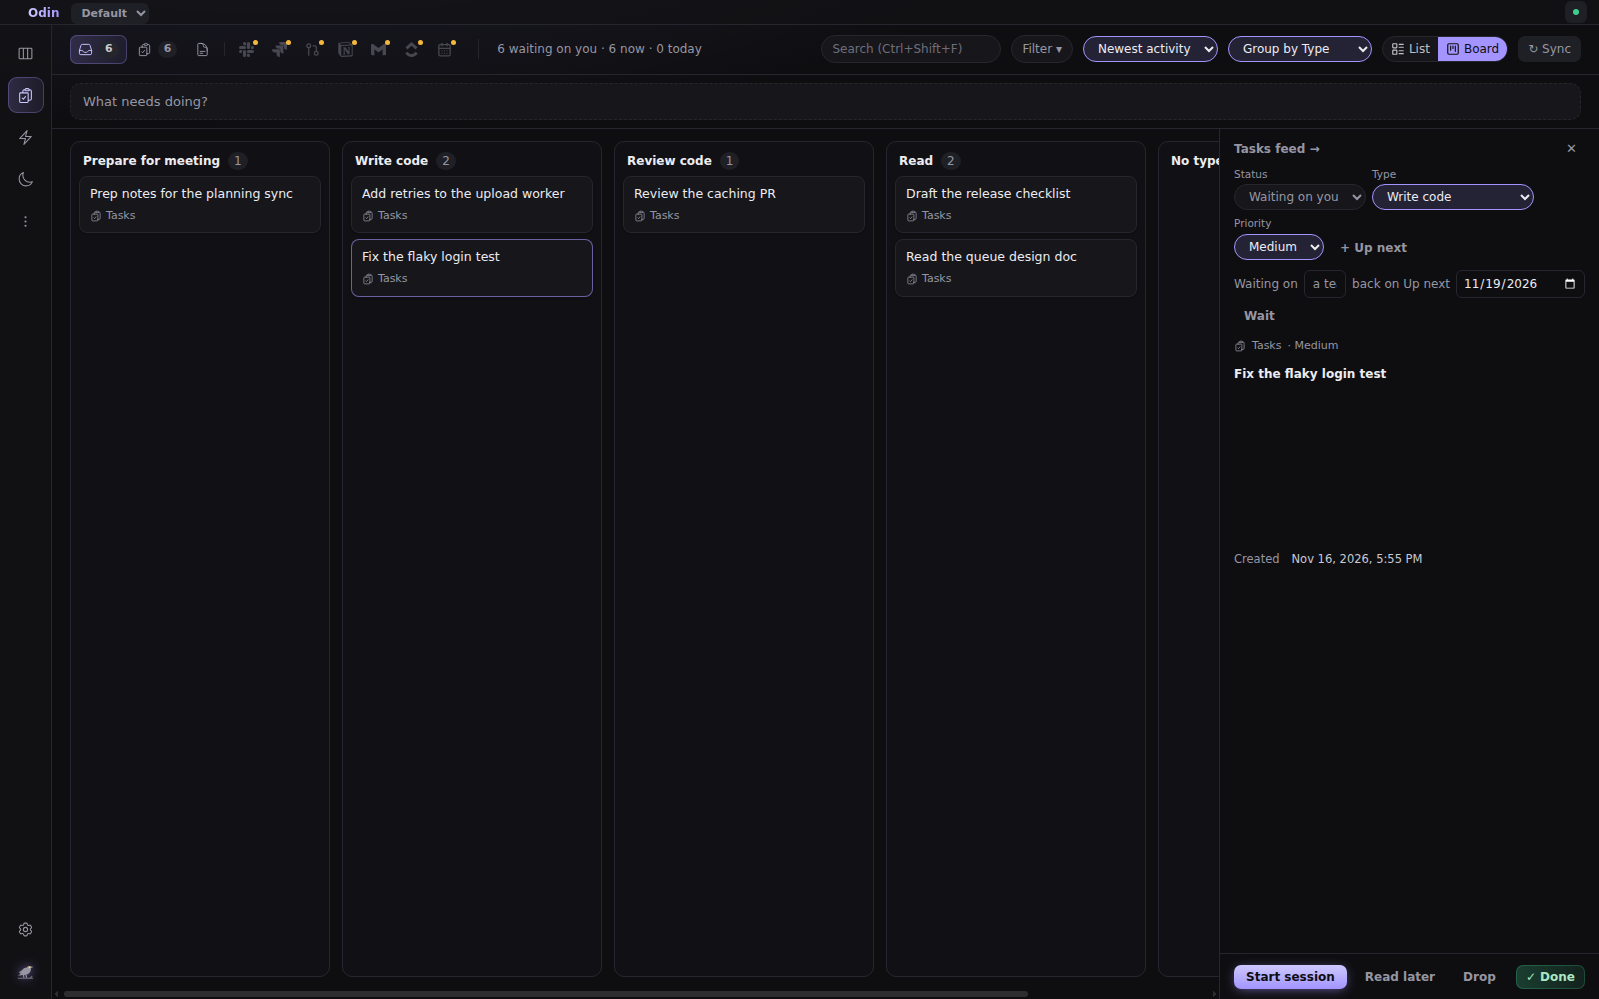 Odin Default
6 6 6 waiting on you · 6 now · 0 today Search (Ctrl+Shift+F) Filter ▾ Newest activity Group by Type List Board ↻ Sync
What needs doing?
Prepare for meeting 1
Prep notes for the planning sync
Tasks
Write code 2
Add retries to the upload worker
Tasks
Fix the flaky login test
Tasks
Review code 1
Review the caching PR
Tasks
Read 2
Draft the release checklist
Tasks
Read the queue design doc
Tasks
No type
Tasks feed → ✕
Status Type
Waiting on you Write code
Priority
Medium + Up next
Waiting on a te back on Up next 11/19/2026
Wait
Tasks · Medium
Fix the flaky login test
Created Nov 16, 2026, 5:55 PM
Start session Read later Drop ✓ Done